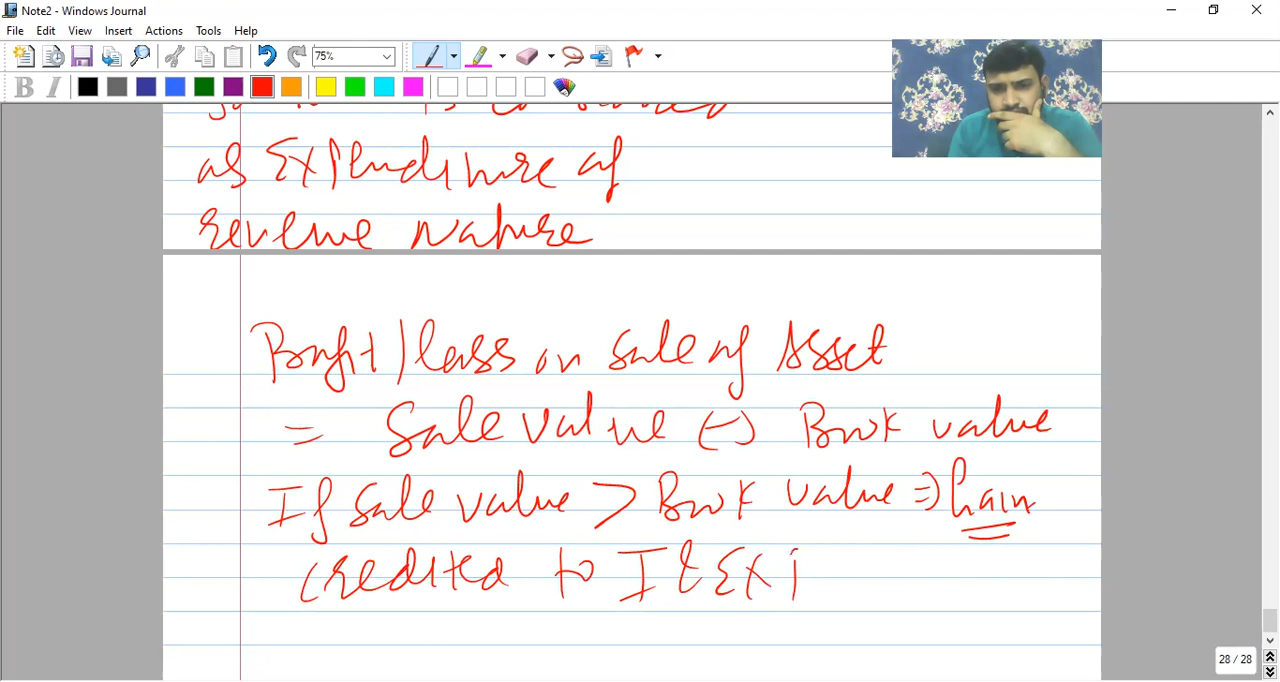 Note2 - Windows Journal
File Edit View Insert Actions Tools Help
75%
B I
as Expenditure of
revenue Nature
Profit/loss on sale of Asset
= Sale value (-) Book value
If sale value > Book value => Gain
credited to I & Exp
28 / 28